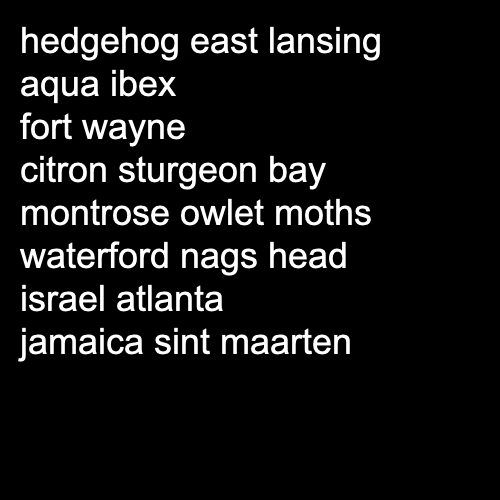 hedgehog east lansing
aqua ibex
fort wayne
citron sturgeon bay
montrose owlet moths
waterford nags head
israel atlanta
jamaica sint maarten